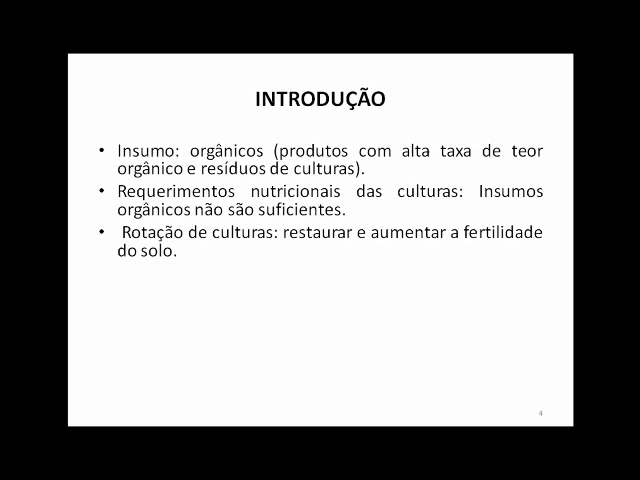 INTRODUÇÃO
• Insumo: orgânicos (produtos com alta taxa de teor
orgânico e resíduos de culturas).
• Requerimentos nutricionais das culturas: Insumos
orgânicos não são suficientes.
• Rotação de culturas: restaurar e aumentar a fertilidade
do solo.
4